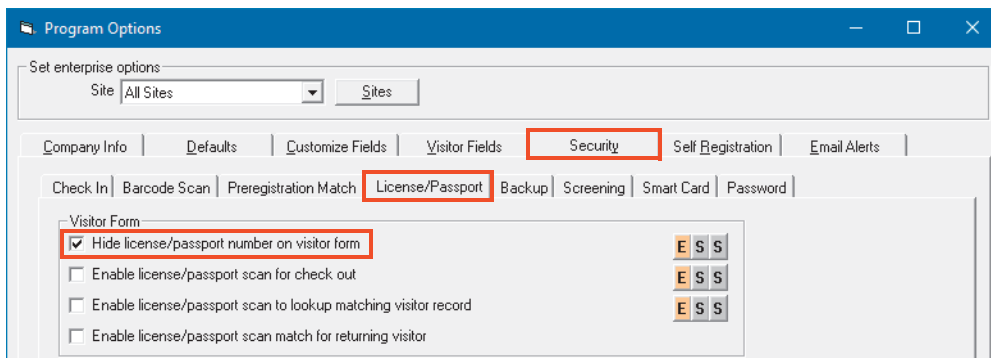 Program Options
Set enterprise options
Site All Sites Sites
Company Info Defaults Customize Fields Visitor Fields Security Self Registration Email Alerts
Check In Barcode Scan Preregistration Match License/Passport Backup Screening Smart Card Password
Visitor Form
Hide license/passport number on visitor form E S S
Enable license/passport scan for check out E S S
Enable license/passport scan to lookup matching visitor record E S S
Enable license/passport scan match for returning visitor